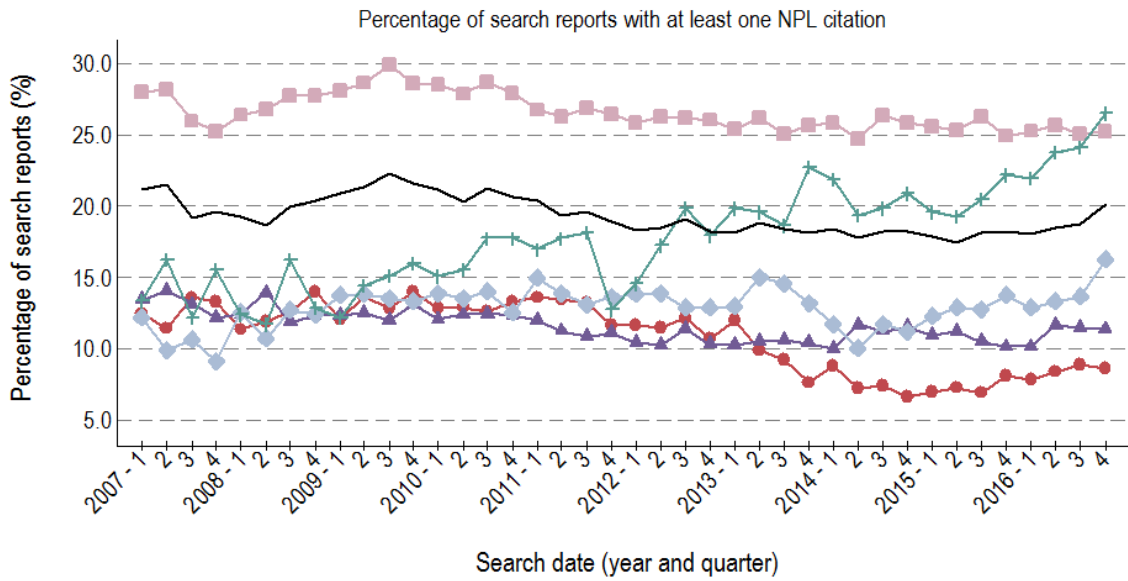 Percentage of search reports with at least one NPL citation
Percentage of search reports (%)
30.0
25.0
20.0
15.0
10.0
5.0
2007 - 1
2
3
4
2008 - 1
2
3
4
2009 - 1
2
3
4
2010 - 1
2
3
4
2011 - 1
2
3
4
2012 - 1
2
3
4
2013 - 1
2
3
4
2014 - 1
2
3
4
2015 - 1
2
3
4
2016 - 1
2
3
4
Search date (year and quarter)